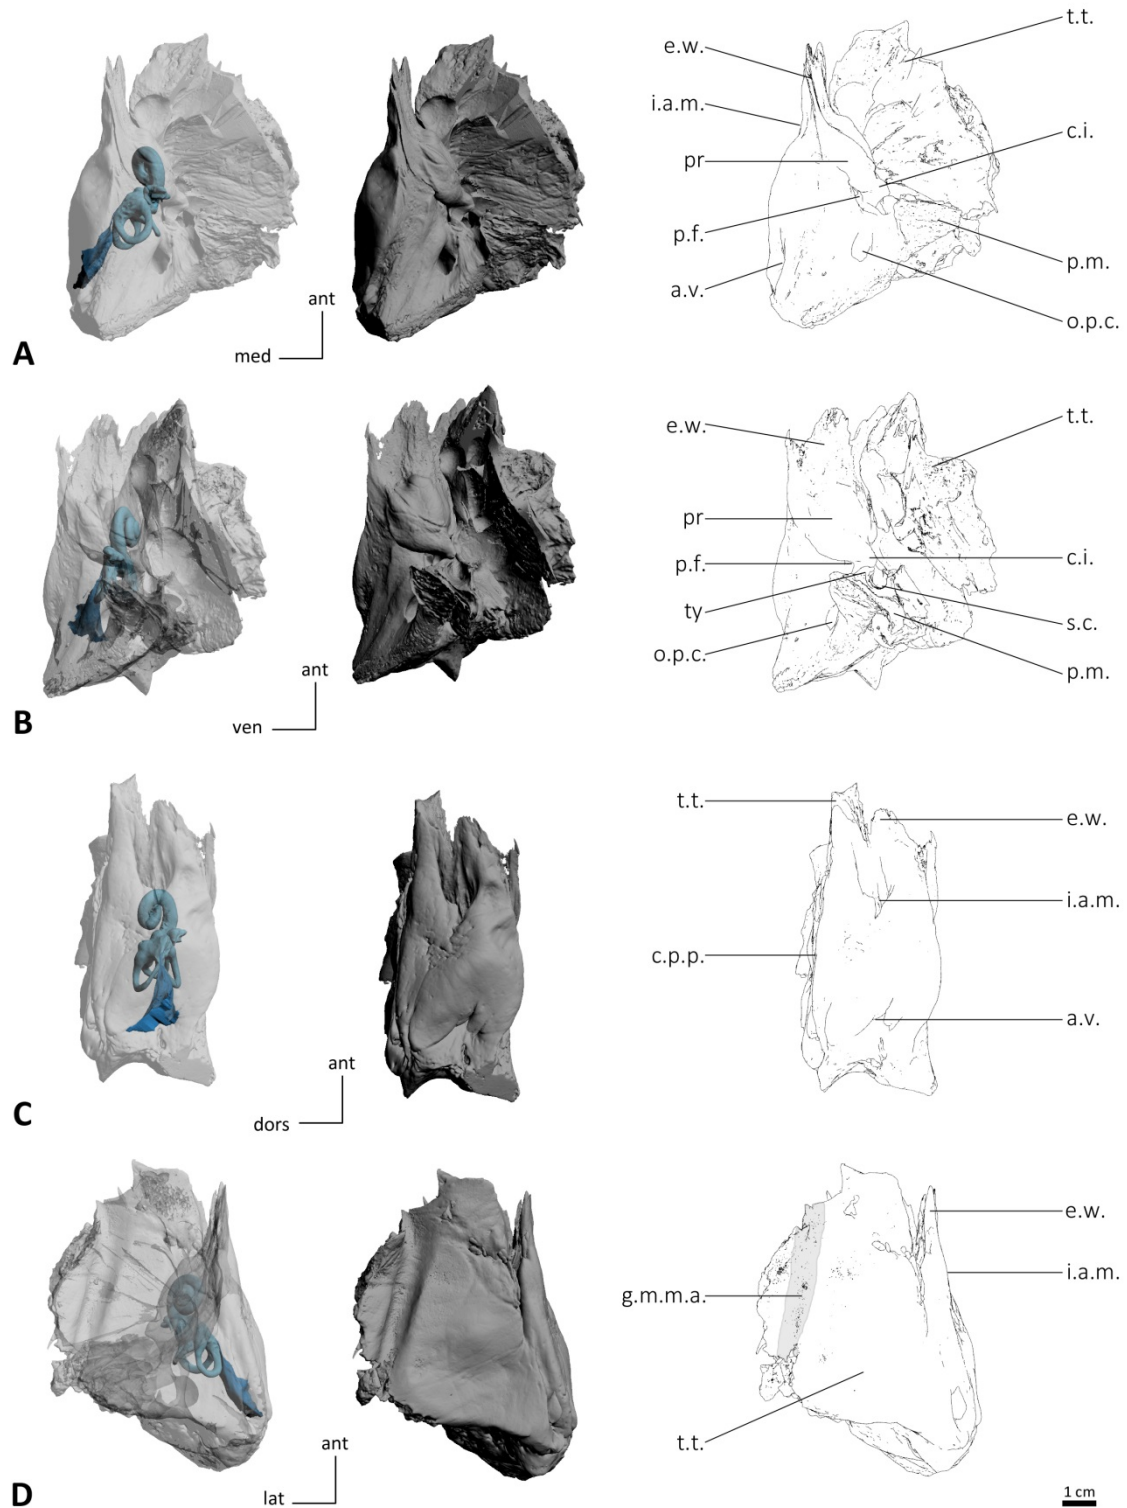 e.w.
i.a.m.
pr
p.f.
a.v.
t.t.
c.i.
p.m.
o.p.c.
ant
med
A
e.w.
pr
p.f.
ty
o.p.c.
t.t.
c.i.
s.c.
p.m.
ant
ven
B
t.t.
c.p.p.
e.w.
i.a.m.
a.v.
ant
dors
C
g.m.m.a.
t.t.
e.w.
i.a.m.
ant
lat
D
1 cm